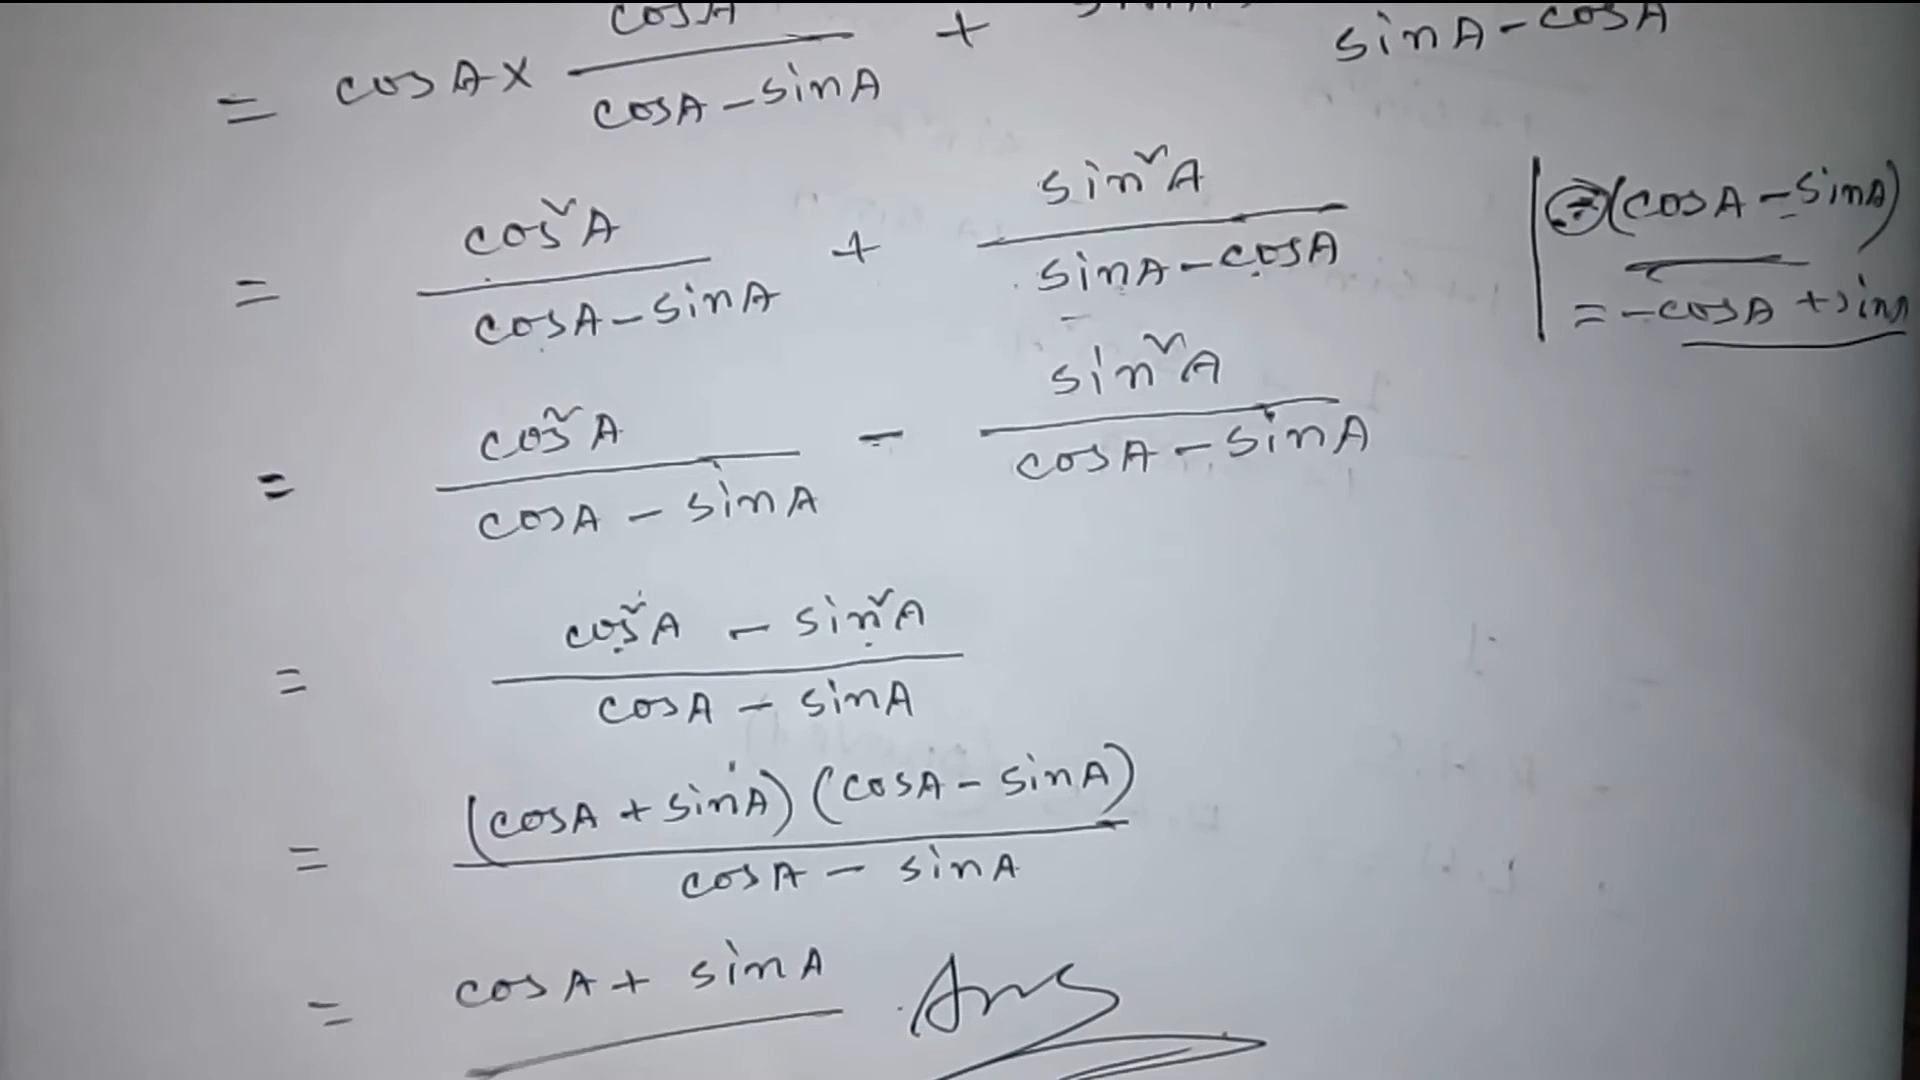 cosA
= cosA × ――― +
cosA - sinA
sinA - cosA
cos²A / cosA - sinA + sin²A / sinA - cosA
-(cosA - sinA)
= -cosA + sinA
= cos²A / cosA - sinA - sin²A / cosA - sinA
= cos²A - sin²A / cosA - sinA
= (cosA + sinA) (cosA - sinA) / cosA - sinA
= cosA + sinA Ans